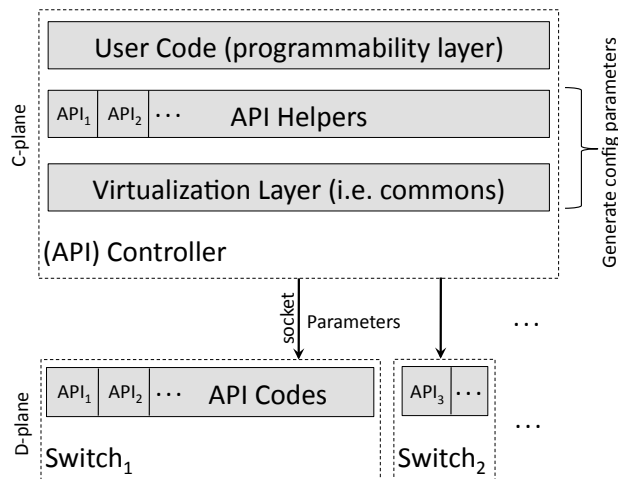 User Code (programmability layer)
API₁ API₂ ··· API Helpers
Virtualization Layer (i.e. commons)
(API) Controller
C-plane
Generate config parameters
socket
Parameters
···
API₁ API₂ ··· API Codes
API₃ ···
Switch₁
Switch₂
···
D-plane